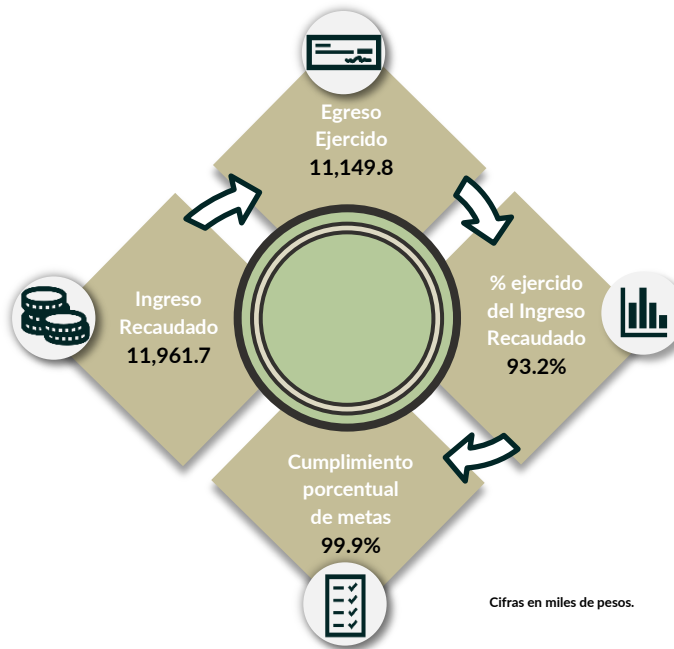 Egreso
Ejercido
11,149.8
Ingreso
Recaudado
11,961.7
% ejercido
del Ingreso
Recaudado
93.2%
Cumplimiento
porcentual
de metas
99.9%
Cifras en miles de pesos.